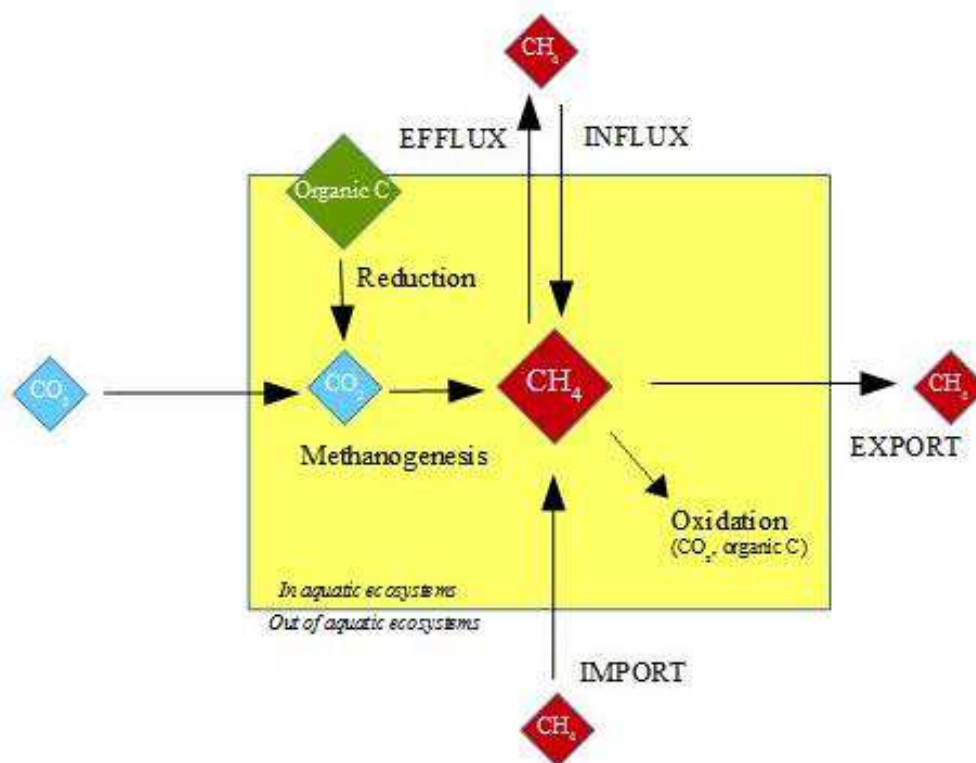 CH₄
EFFLUX
INFLUX
Organic C
Reduction
CO₂
CO₂
CH₄
CH₄
Methanogenesis
EXPORT
Oxidation
(CO₂, organic C)
In aquatic ecosystems
Out of aquatic ecosystems
IMPORT
CH₄